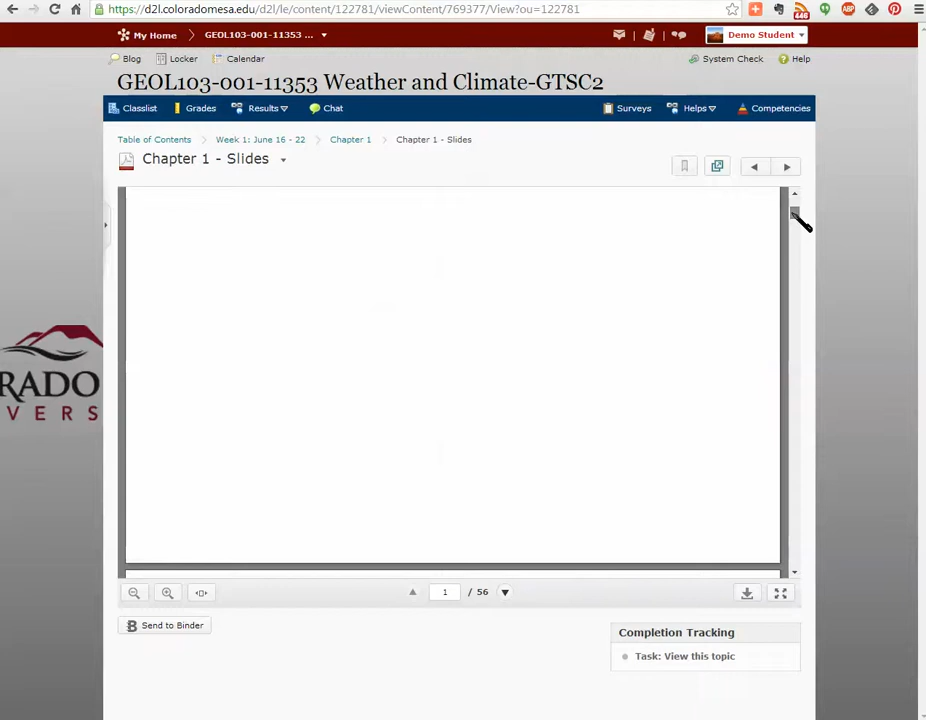 https://d2l.coloradomesa.edu/d2l/le/content/122781/viewContent/769377/View?ou=122781
446
ABP
My Home
GEOL103-001-11353 ...
Demo Student
Blog
Locker
Calendar
System Check
Help
GEOL103-001-11353 Weather and Climate-GTSC2
Classlist
Grades
Results
Chat
Surveys
Helps
Competencies
Table of Contents
Week 1: June 16 - 22
Chapter 1
Chapter 1 - Slides
Chapter 1 - Slides
RADO
VERS
1 / 56
Send to Binder
Completion Tracking
Task: View this topic